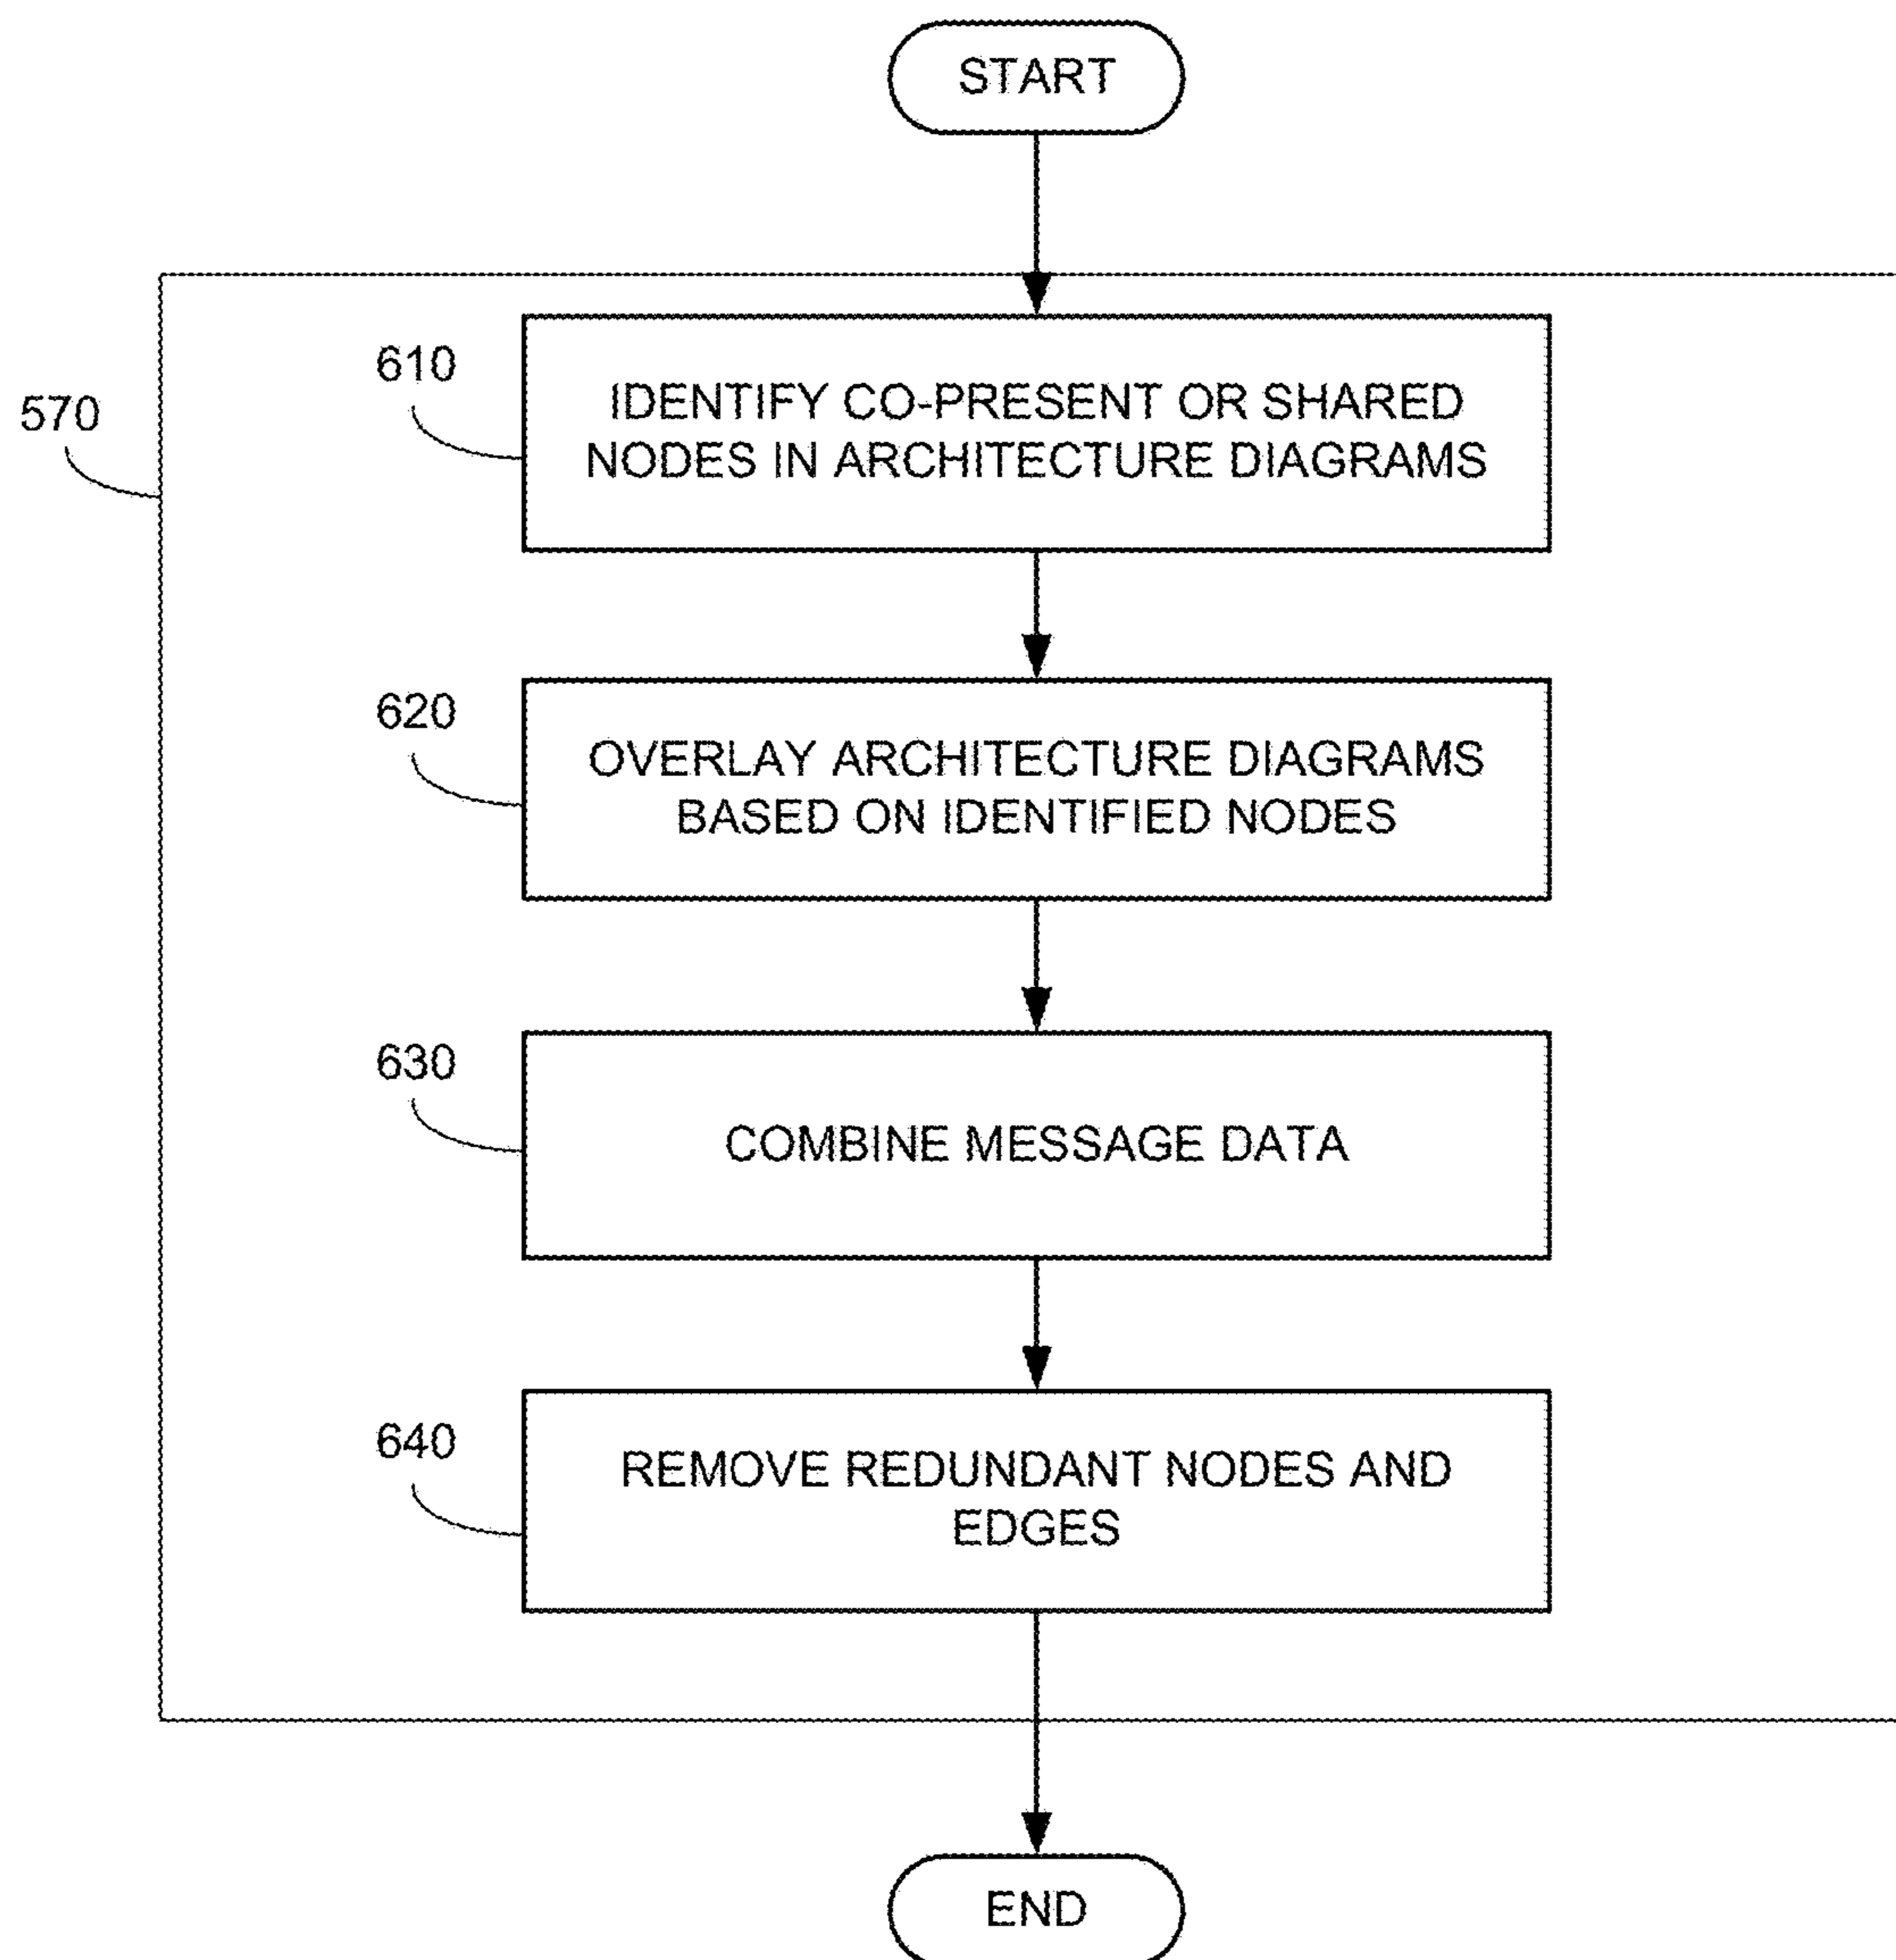 START
570
610
IDENTIFY CO-PRESENT OR SHARED
NODES IN ARCHITECTURE DIAGRAMS
620
OVERLAY ARCHITECTURE DIAGRAMS
BASED ON IDENTIFIED NODES
630
COMBINE MESSAGE DATA
640
REMOVE REDUNDANT NODES AND
EDGES
END